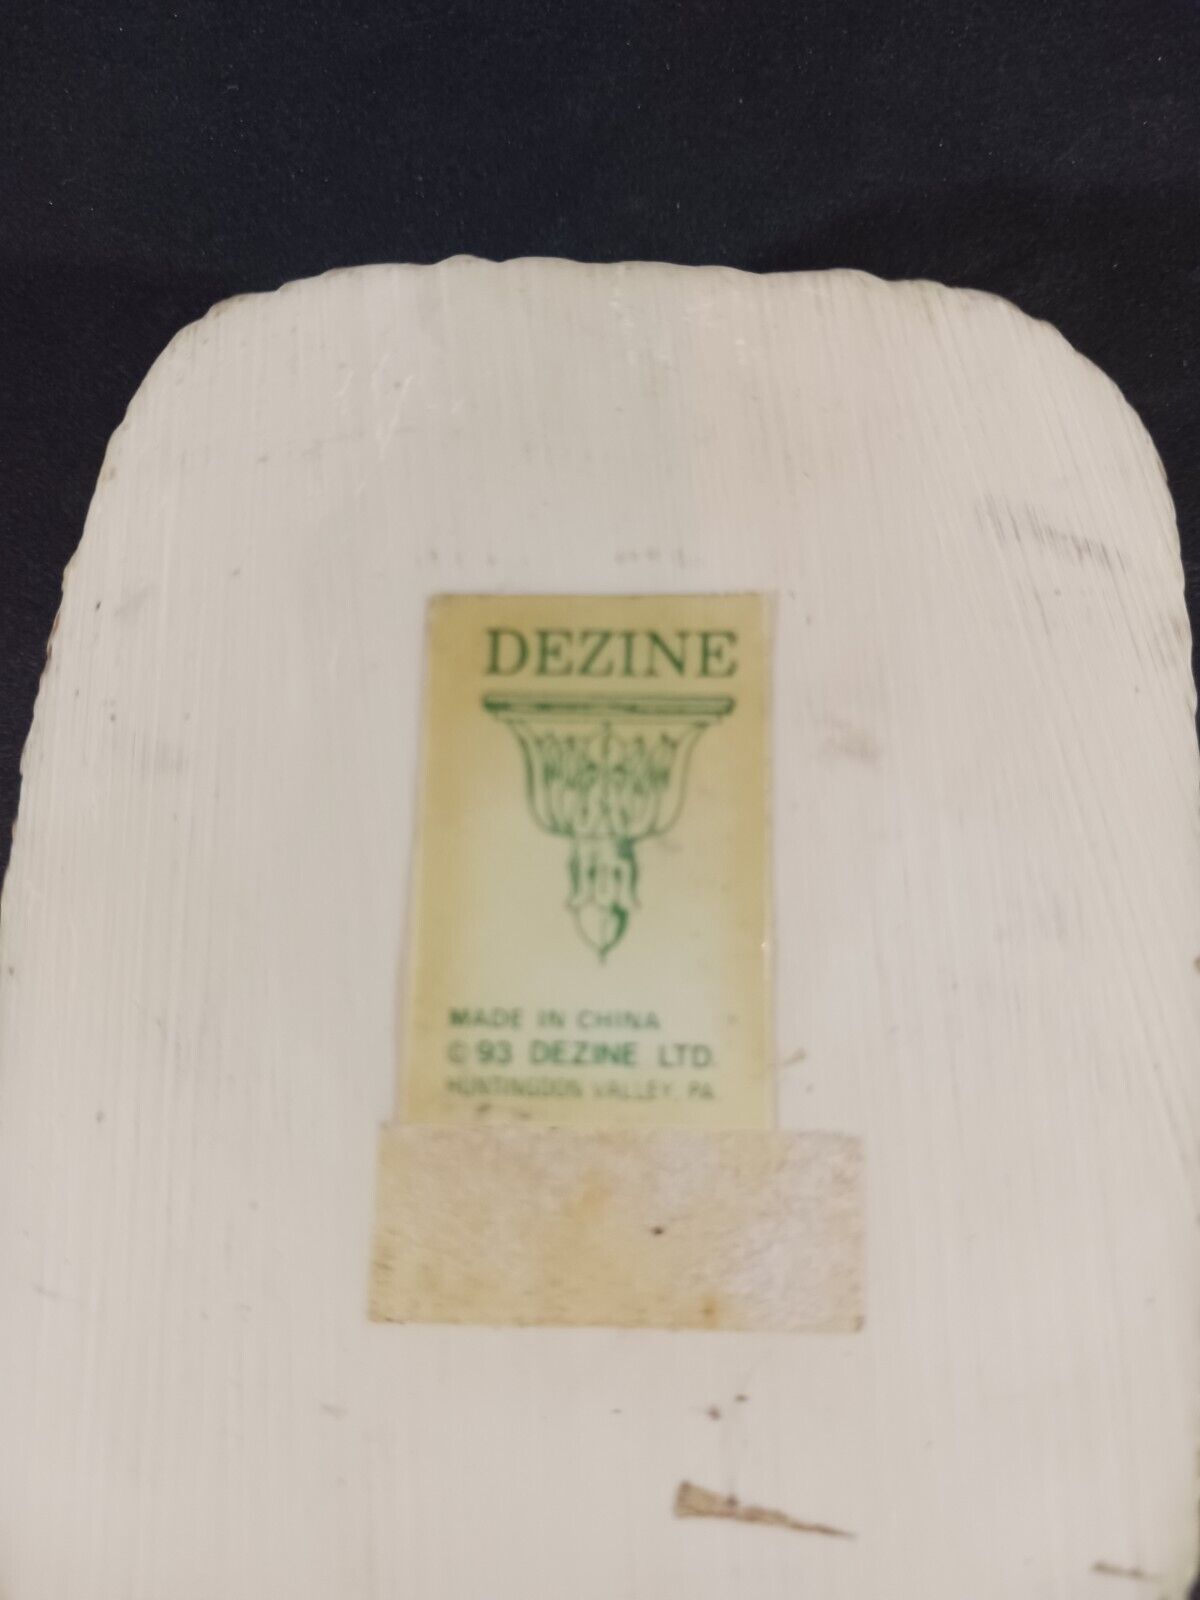 DEZINE
MADE IN CHINA
© 93 DEZINE LTD.
HUNTINGDON VALLEY, PA